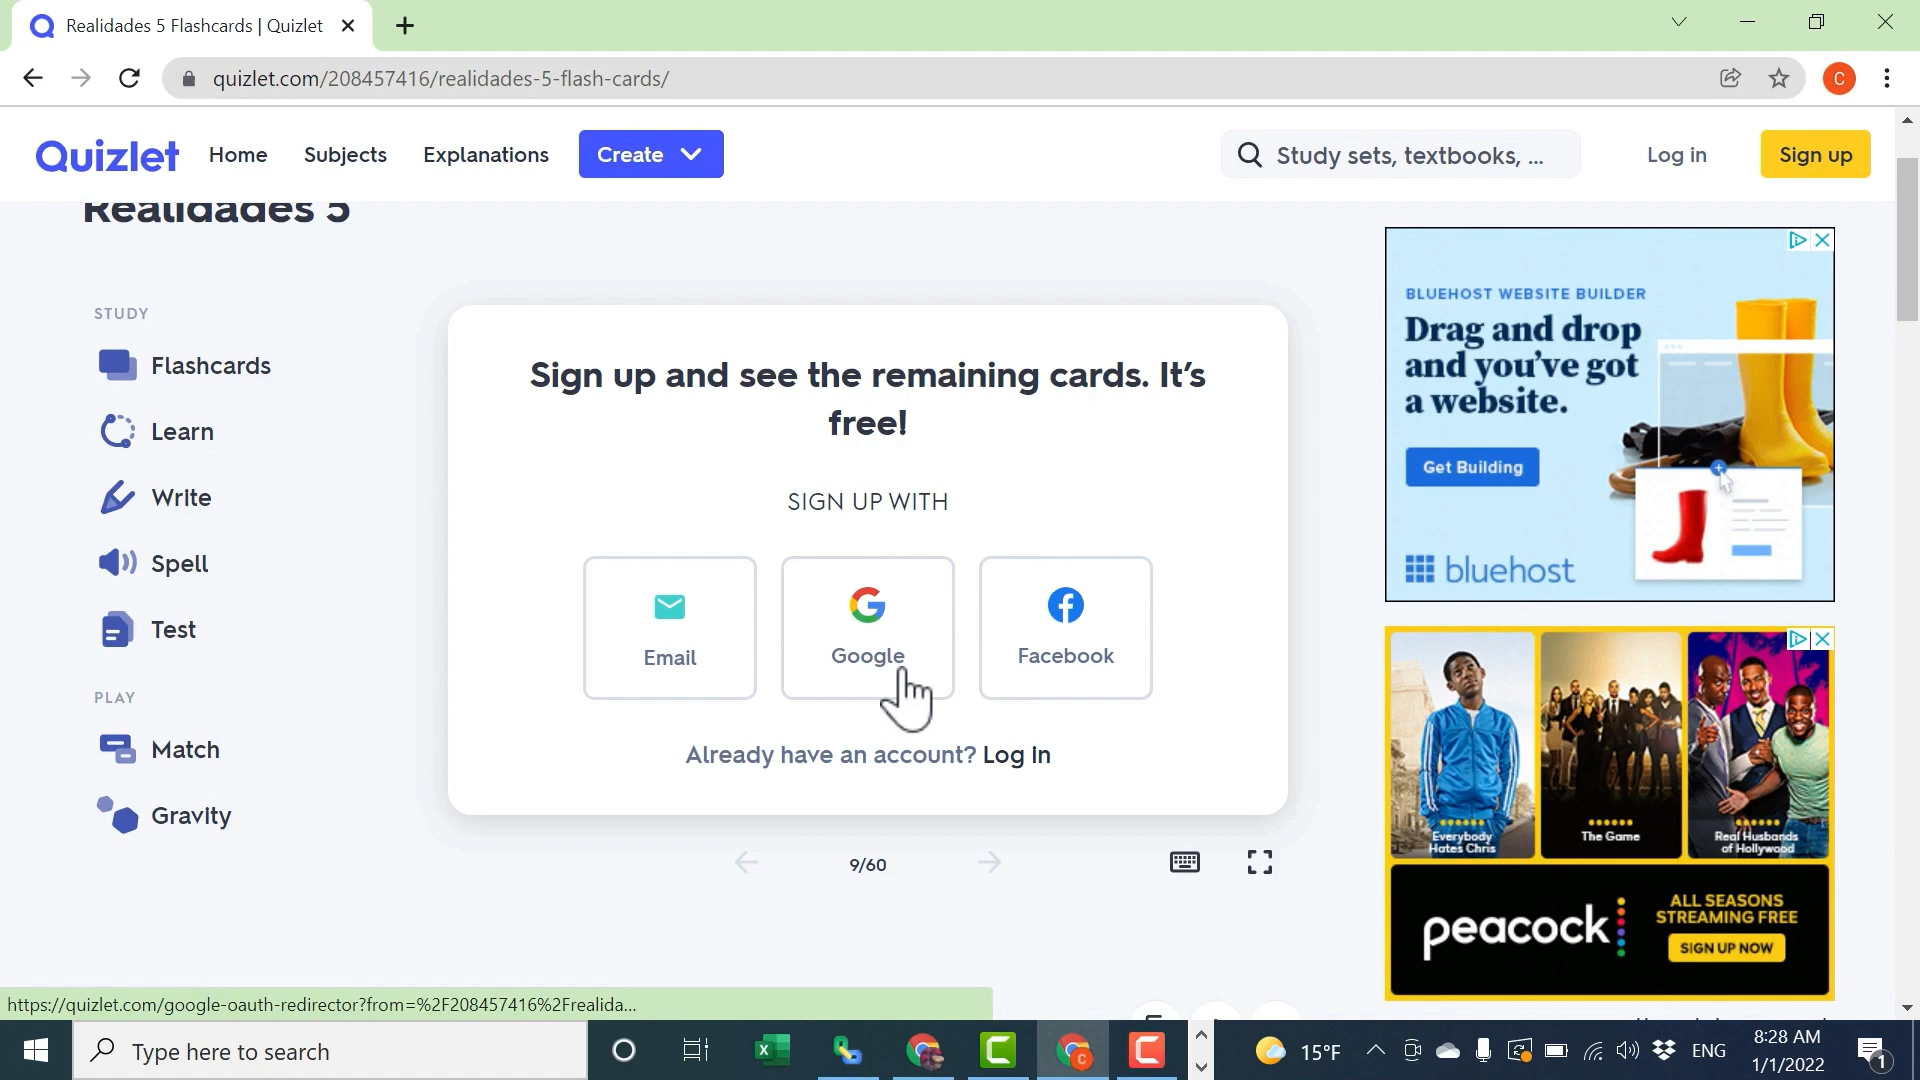 Realidades 5 Flashcards | Quizlet
quizlet.com/208457416/realidades-5-flash-cards/
C
Quizlet
Home
Subjects
Explanations
Create
Study sets, textbooks, ...
Log in
Sign up
Realidades 5
STUDY
Flashcards
Learn
Write
Spell
Test
PLAY
Match
Gravity
Sign up and see the remaining cards. It's
free!
SIGN UP WITH
Email
Google
Facebook
Already have an account? Log in
9/60
BLUEHOST WEBSITE BUILDER
Drag and drop
and you've got
a website.
Get Building
bluehost
Everybody
Hates Chris
The Game
Real Husbands
of Hollywood
peacock
ALL SEASONS
STREAMING FREE
SIGN UP NOW
https://quizlet.com/google-oauth-redirector?from=%2F208457416%2Frealida...
Type here to search
15°F
ENG
8:28 AM
1/1/2022
1